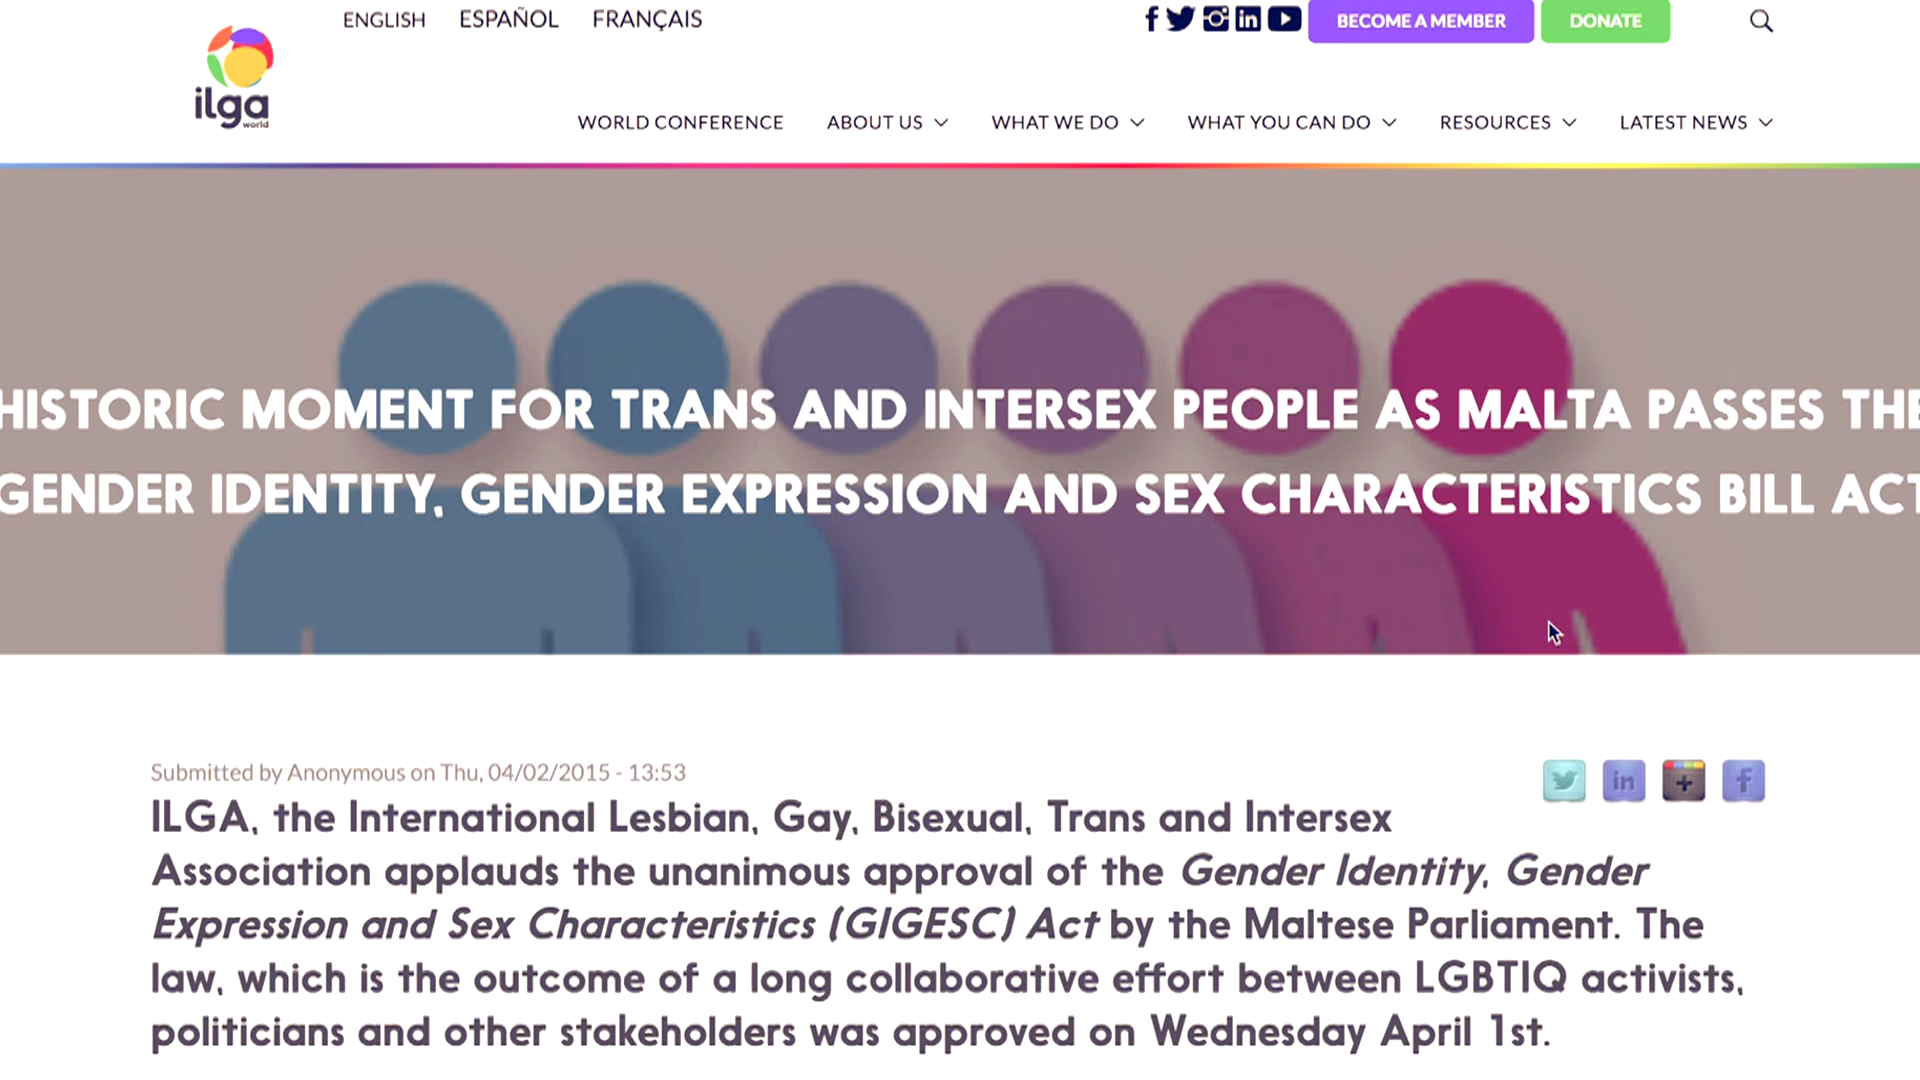 ENGLISH ESPAÑOL FRANÇAIS
BECOME A MEMBER DONATE
ilga
world
WORLD CONFERENCE ABOUT US WHAT WE DO WHAT YOU CAN DO RESOURCES LATEST NEWS
HISTORIC MOMENT FOR TRANS AND INTERSEX PEOPLE AS MALTA PASSES THE
GENDER IDENTITY, GENDER EXPRESSION AND SEX CHARACTERISTICS BILL ACT
Submitted by Anonymous on Thu, 04/02/2015 - 13:53
ILGA, the International Lesbian, Gay, Bisexual, Trans and Intersex
Association applauds the unanimous approval of the Gender Identity, Gender
Expression and Sex Characteristics (GIGESC) Act by the Maltese Parliament. The
law, which is the outcome of a long collaborative effort between LGBTIQ activists,
politicians and other stakeholders was approved on Wednesday April 1st.